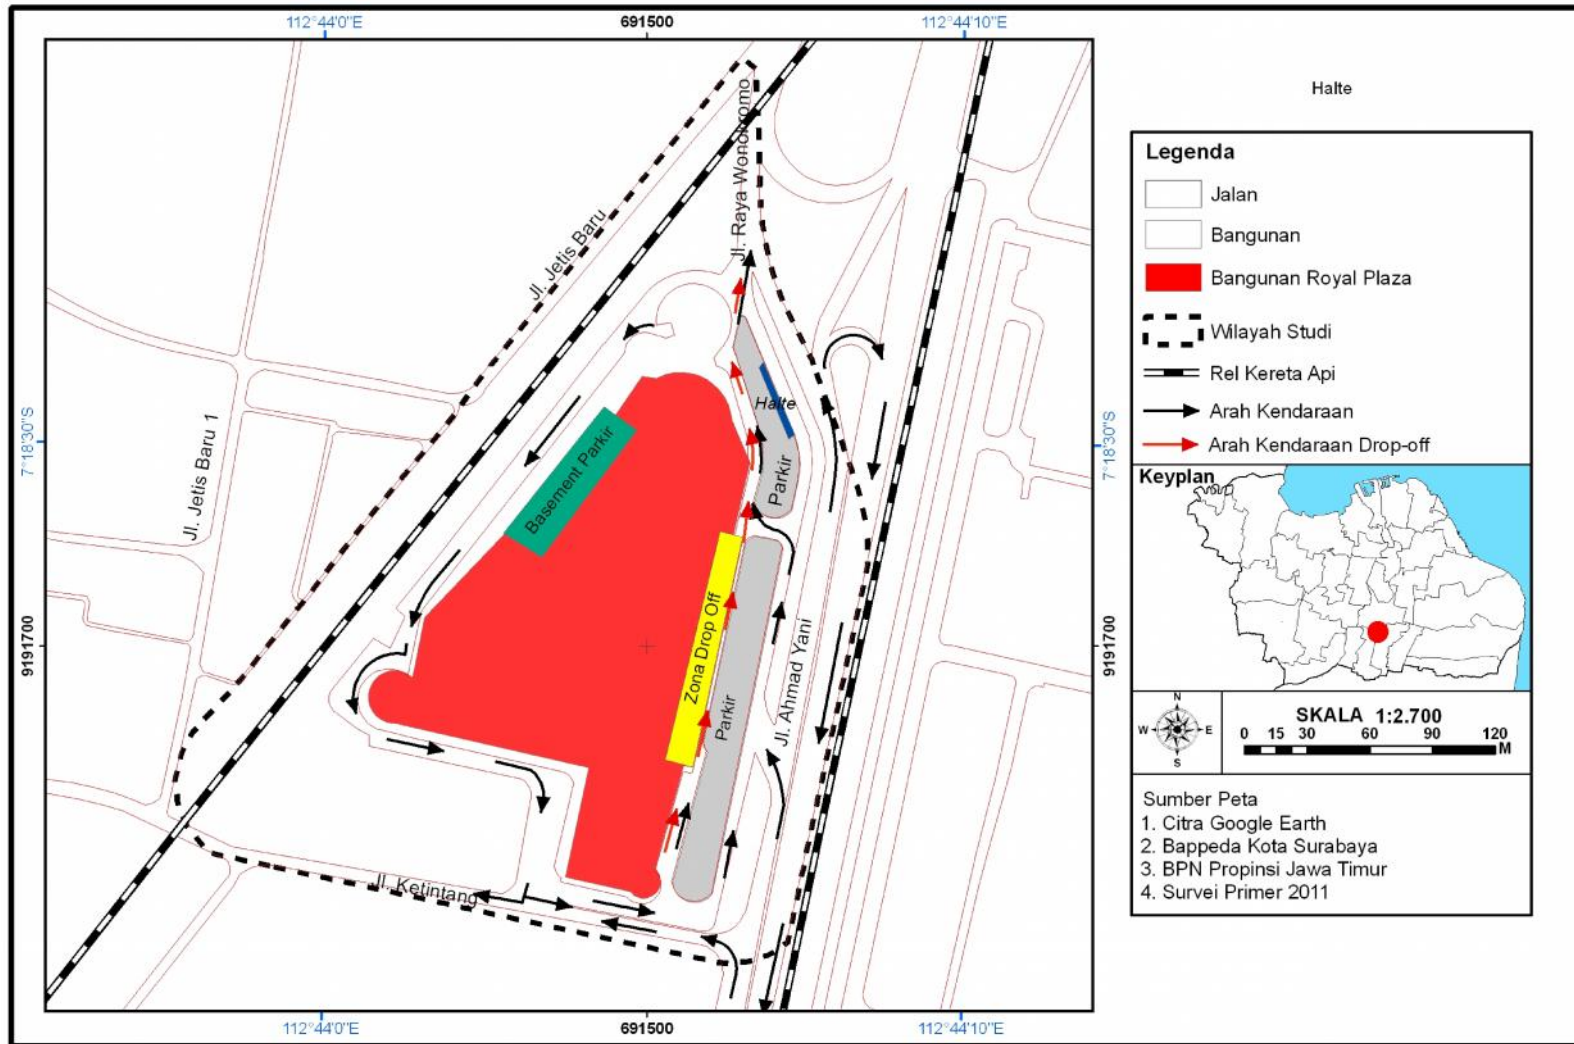 112°44'0"E
691500
112°44'10"E
7°18'30"S
9191700
7°18'30"S
9191700
Jl. Raya Wonokromo
Jl. Jetis Baru
Jl. Jetis Baru 1
Halte
Parkir
Basement Parkir
Zona Drop Off
Parkir
Jl. Ahmad Yani
Jl. Ketintang
112°44'0"E
691500
112°44'10"E
Halte
Legenda
Jalan
Bangunan
Bangunan Royal Plaza
Wilayah Studi
Rel Kereta Api
Arah Kendaraan
Arah Kendaraan Drop-off
Keyplan
N
W
E
S
SKALA 1:2.700
0 15 30 60 90 120
M
Sumber Peta
1. Citra Google Earth
2. Bappeda Kota Surabaya
3. BPN Propinsi Jawa Timur
4. Survei Primer 2011